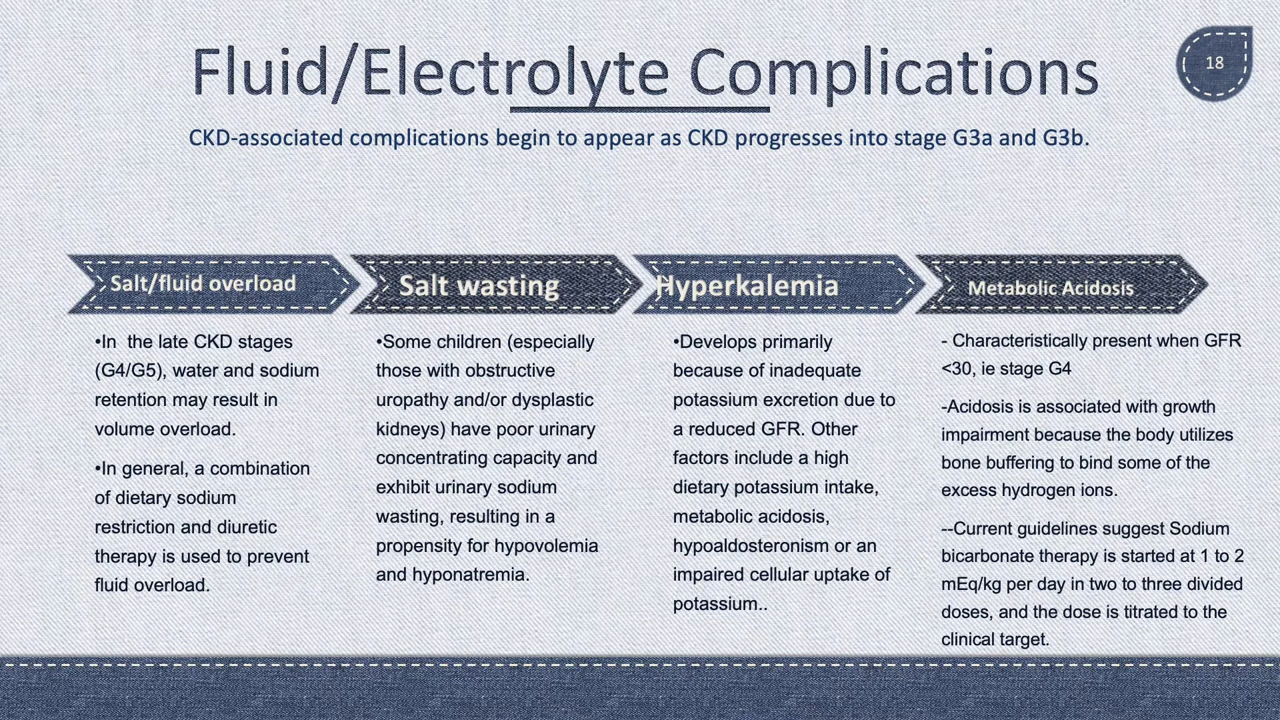 Fluid/Electrolyte Complications
18
CKD-associated complications begin to appear as CKD progresses into stage G3a and G3b.
Salt/fluid overload
•In  the late CKD stages
(G4/G5), water and sodium
retention may result in
volume overload.
•In general, a combination
of dietary sodium
restriction and diuretic
therapy is used to prevent
fluid overload.
Salt wasting
•Some children (especially
those with obstructive
uropathy and/or dysplastic
kidneys) have poor urinary
concentrating capacity and
exhibit urinary sodium
wasting, resulting in a
propensity for hypovolemia
and hyponatremia.
Hyperkalemia
•Develops primarily
because of inadequate
potassium excretion due to
a reduced GFR. Other
factors include a high
dietary potassium intake,
metabolic acidosis,
hypoaldosteronism or an
impaired cellular uptake of
potassium..
Metabolic Acidosis
- Characteristically present when GFR
<30, ie stage G4
-Acidosis is associated with growth
impairment because the body utilizes
bone buffering to bind some of the
excess hydrogen ions.
--Current guidelines suggest Sodium
bicarbonate therapy is started at 1 to 2
mEq/kg per day in two to three divided
doses, and the dose is titrated to the
clinical target.